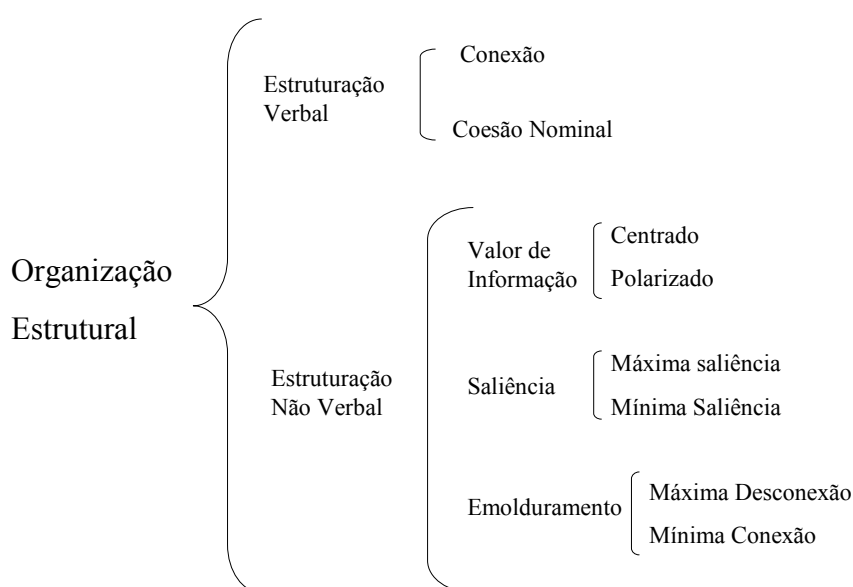 Organização
Estrutural
Estruturação
Verbal
Conexão
Coesão Nominal
Estruturação
Não Verbal
Valor de
Informação
Centrado
Polarizado
Saliência
Máxima saliência
Mínima Saliência
Emolduramento
Máxima Desconexão
Mínima Conexão